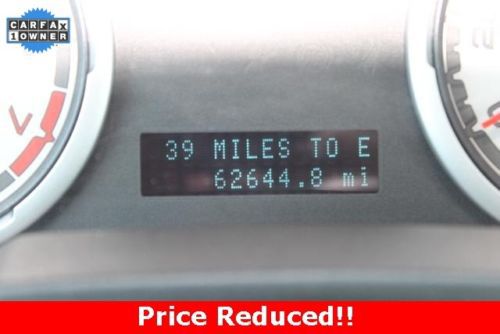 CARFAX
1 OWNER
39 MILES TO E
62644.8 mi
Price Reduced!!